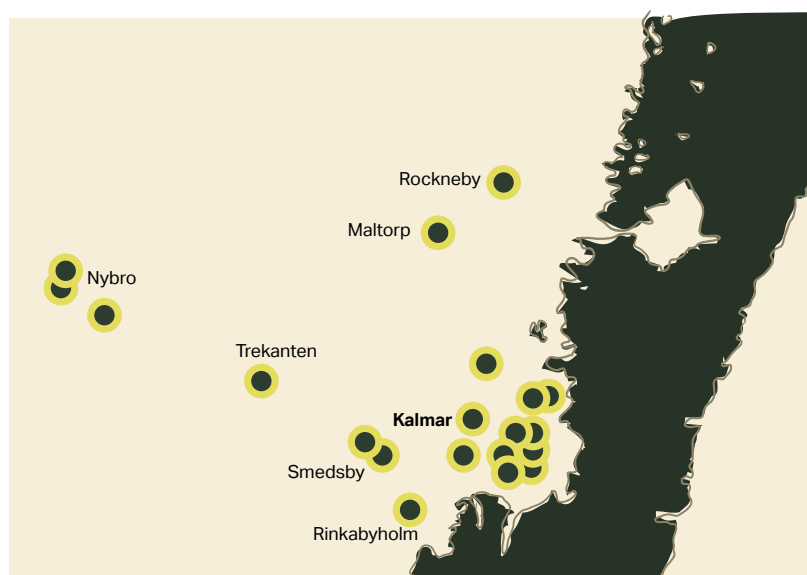 Rockneby
Maltorp
Nybro
Trekanten
Kalmar
Smedsby
Rinkabyholm